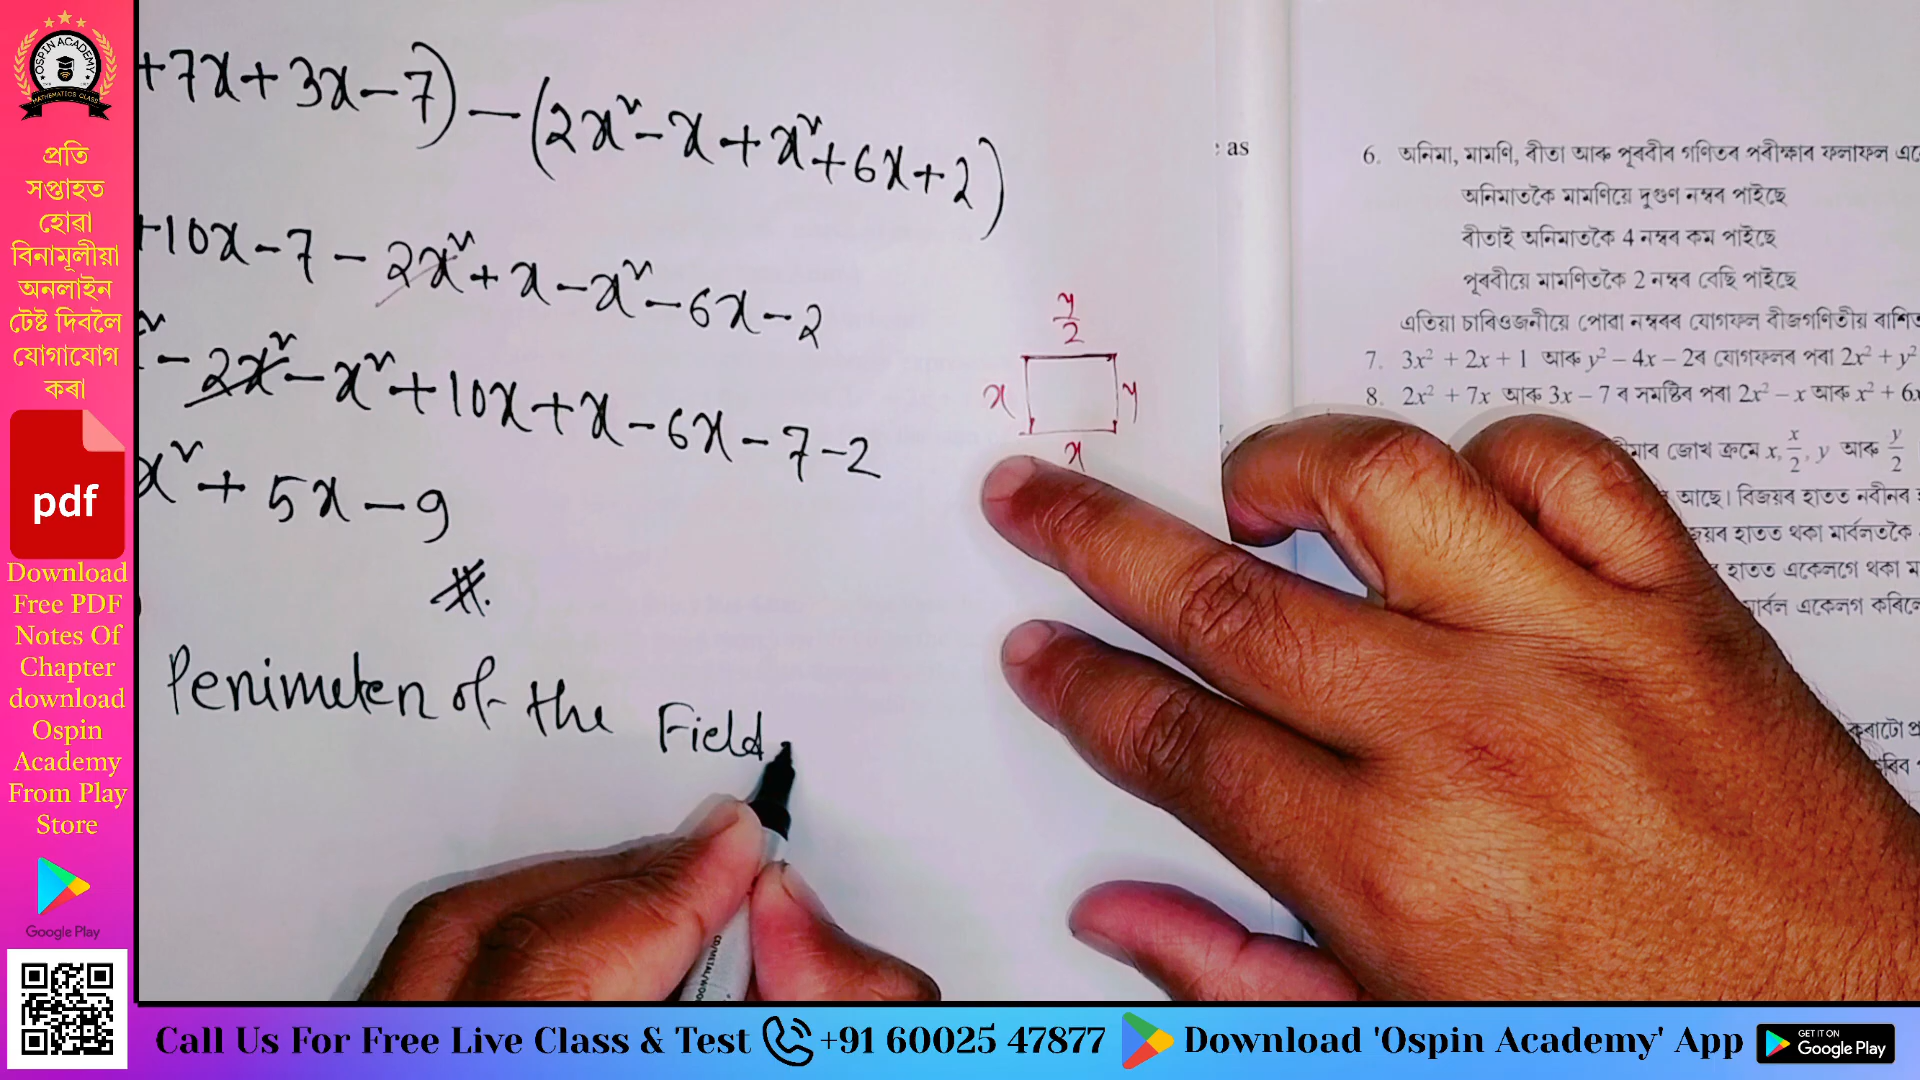 OSPIN ACADEMY
MATHEMATICS CLASS
প্ৰতি
সপ্তাহত
হোৱা
বিনামূলীয়া
অনলাইন
টেষ্ট দিবলৈ
যোগাযোগ
কৰা
pdf
Download
Free PDF
Notes Of
Chapter
download
Ospin
Academy
From Play
Store
Google Play
+7x+3x-7)-(2x²-x+x²+6x+2)
+10x-7-2x²+x-x²-6x-2
-2x²-x²+10x+x-6x-7-2
x²+5x-9
#.
Perimeter of the Field
y/2
x
y
x
as
6. অনিমা, মামণি, ৰীতা আৰু পূৰবীৰ গণিতৰ পৰীক্ষাৰ ফলাফল
অনিমাতকৈ মামণিয়ে দুগুণ নম্বৰ পাইছে
ৰীতাই অনিমাতকৈ 4 নম্বৰ কম পাইছে
পূৰবীয়ে মামণিতকৈ 2 নম্বৰ বেছি পাইছে
এতিয়া চাৰিওজনীয়ে পোৱা নম্বৰৰ যোগফল বীজগণিতীয়
7. 3x² + 2x + 1 আৰু y² – 4x – 2ৰ যোগফলৰ পৰা 2x² + y²
8. 2x² + 7x আৰু 3x – 7 ৰ সমষ্টিৰ পৰা 2x² – x আৰু x² + 6x
জোখ ক্ৰমে x, x/2, y আৰু y/2
আছে। বিজয়ৰ হাতত নবীনৰ
হাতত থকা মাৰ্বলতকৈ
হাতত একেলগে থকা
একেলগ কৰিলে
CD/METAL/WOO
Call Us For Free Live Class & Test +91 60025 47877 Download 'Ospin Academy' App
GET IT ON
Google Play